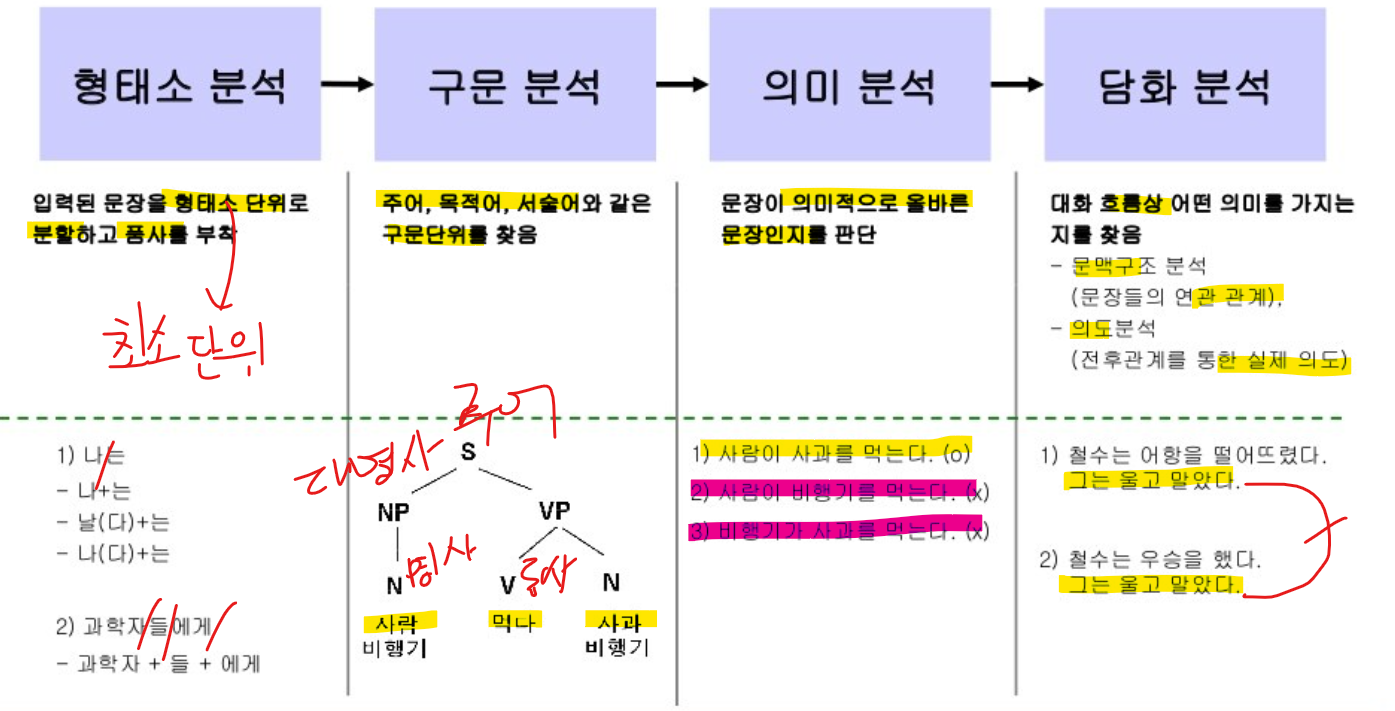 형태소 분석
구문 분석
의미 분석
담화 분석
입력된 문장을 형태소 단위로
분할하고 품사를 부착
최소 단위
주어, 목적어, 서술어와 같은
구문단위를 찾음
문장이 의미적으로 올바른
문장인지를 판단
대화 흐름상 어떤 의미를 가지는
지를 찾음
- 문맥구조 분석
(문장들의 연관 관계),
- 의도분석
(전후관계를 통한 실제 의도)
1) 나는
- 나+는
- 날(다)+는
- 나(다)+는
2) 과학자들에게
- 과학자 + 들 + 에게
주어
대명사
S
NP VP
N 명사 V 동사 N
사람 먹다 사과
비행기 비행기
1) 사람이 사과를 먹는다. (o)
2) 사람이 비행기를 먹는다. (x)
3) 비행기가 사과를 먹는다. (x)
1) 철수는 어항을 떨어뜨렸다.
그는 울고 말았다.
2) 철수는 우승을 했다.
그는 울고 말았다.